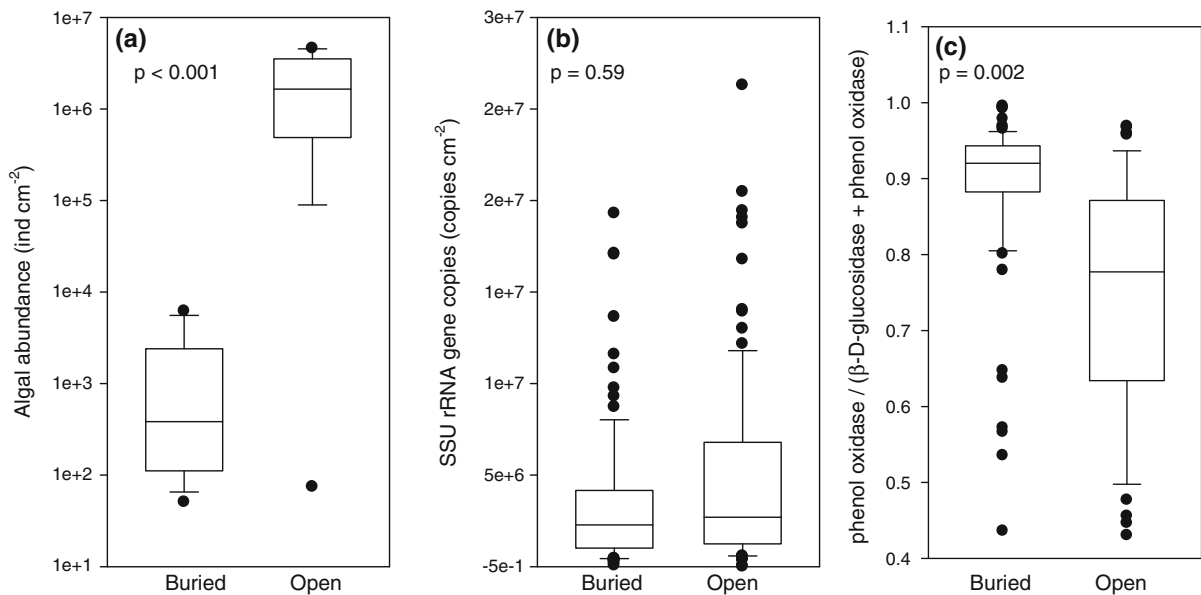 (a)
p < 0.001
Algal abundance (ind cm-2)
1e+7
1e+6
1e+5
1e+4
1e+3
1e+2
1e+1
Buried
Open
(b)
p = 0.59
SSU rRNA gene copies (copies cm-2)
3e+7
2e+7
2e+7
1e+7
1e+7
5e+6
-5e-1
Buried
Open
(c)
p = 0.002
phenol oxidase / (β-D-glucosidase + phenol oxidase)
1.1
1.0
0.9
0.8
0.7
0.6
0.5
0.4
Buried
Open